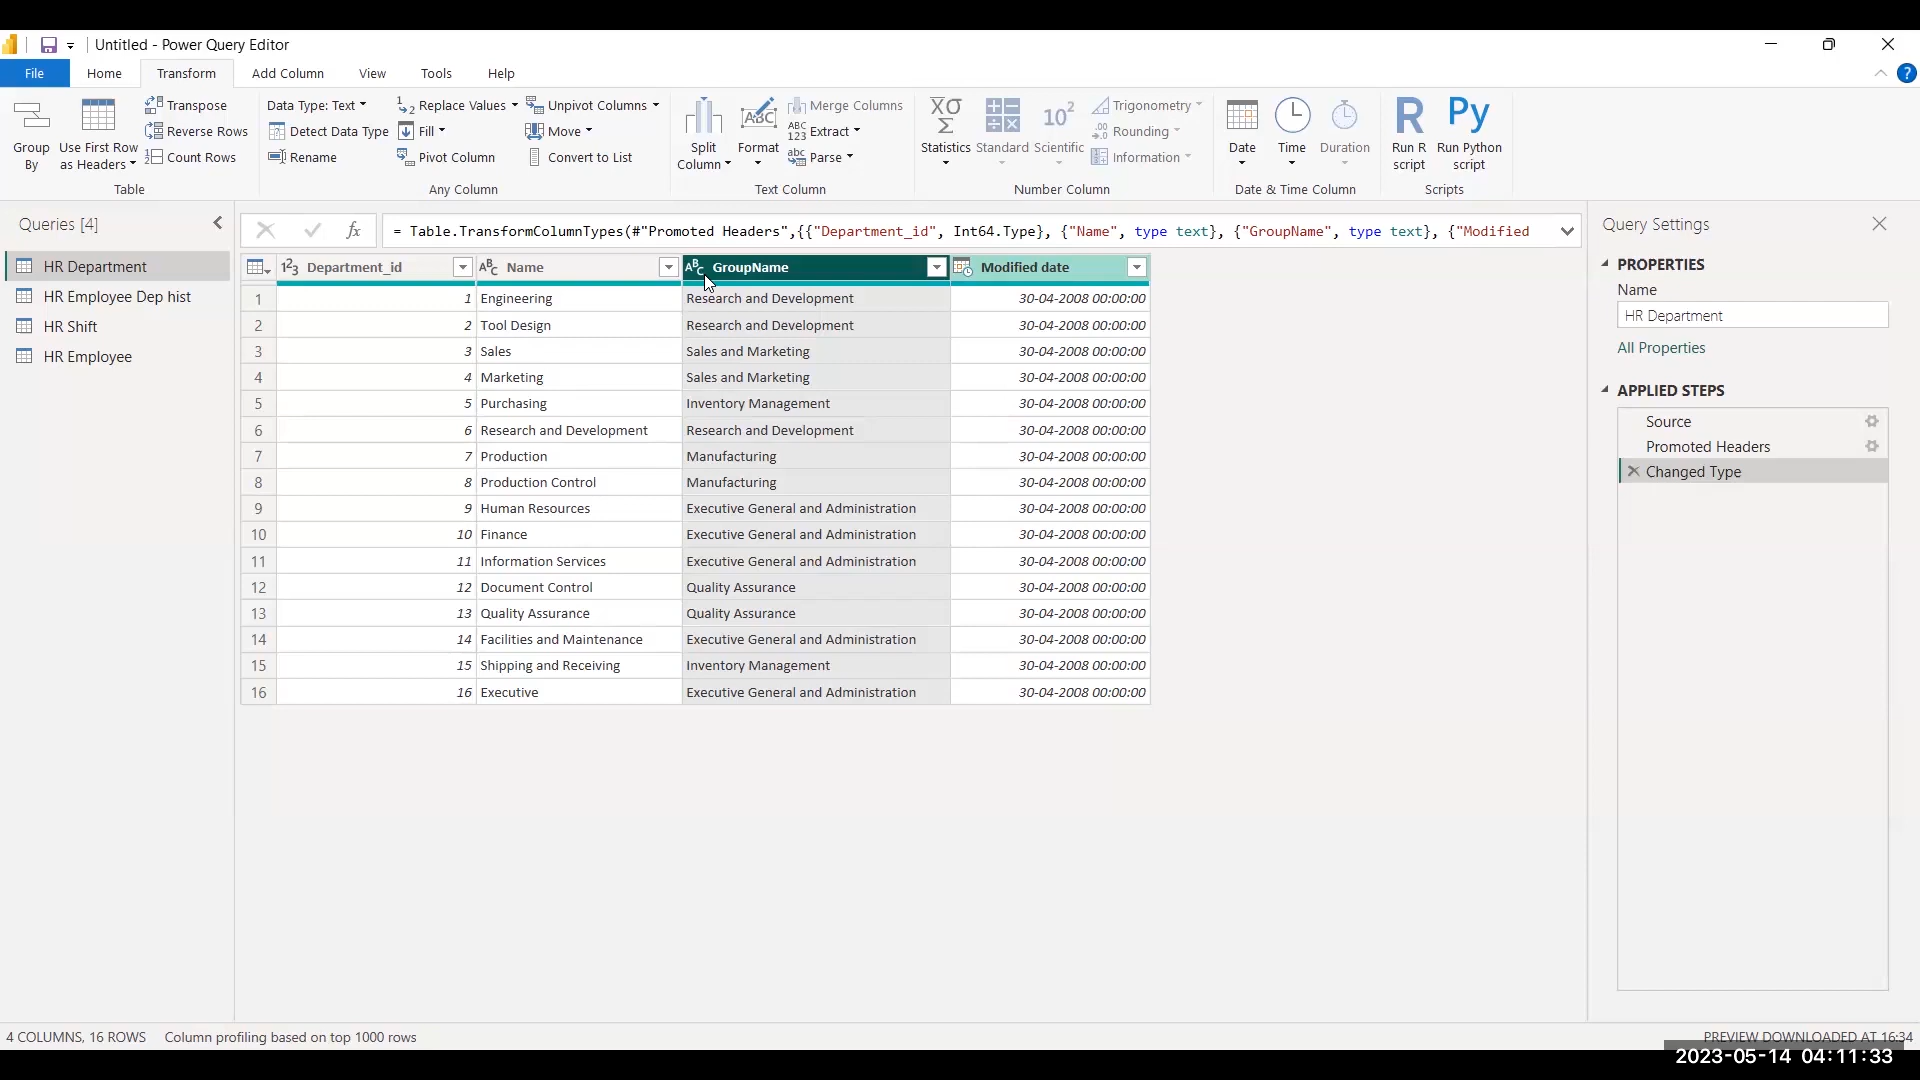 Untitled - Power Query Editor
File Home Transform Add Column View Tools Help ?
Group By
Use First Row as Headers
Transpose
Reverse Rows
Count Rows
Table
Data Type: Text
Detect Data Type
Rename
Replace Values
Fill
Pivot Column
Unpivot Columns
Move
Convert to List
Any Column
Split Column
ABC
Format
Merge Columns
ABC 123 Extract
abc Parse
Text Column
XO Σ
Statistics
Standard
10²
Scientific
Trigonometry
.00 Rounding
Information
Number Column
Date
Time
Duration
Date & Time Column
R
Run R script
Py
Run Python script
Scripts
Queries [4]
HR Department
HR Employee Dep hist
HR Shift
HR Employee
fx = Table.TransformColumnTypes(#"Promoted Headers",{{"Department_id", Int64.Type}, {"Name", type text}, {"GroupName", type text}, {"Modified
1²3 Department_id ABC Name ABC GroupName Modified date
1 1 Engineering Research and Development 30-04-2008 00:00:00
2 2 Tool Design Research and Development 30-04-2008 00:00:00
3 3 Sales Sales and Marketing 30-04-2008 00:00:00
4 4 Marketing Sales and Marketing 30-04-2008 00:00:00
5 5 Purchasing Inventory Management 30-04-2008 00:00:00
6 6 Research and Development Research and Development 30-04-2008 00:00:00
7 7 Production Manufacturing 30-04-2008 00:00:00
8 8 Production Control Manufacturing 30-04-2008 00:00:00
9 9 Human Resources Executive General and Administration 30-04-2008 00:00:00
10 10 Finance Executive General and Administration 30-04-2008 00:00:00
11 11 Information Services Executive General and Administration 30-04-2008 00:00:00
12 12 Document Control Quality Assurance 30-04-2008 00:00:00
13 13 Quality Assurance Quality Assurance 30-04-2008 00:00:00
14 14 Facilities and Maintenance Executive General and Administration 30-04-2008 00:00:00
15 15 Shipping and Receiving Inventory Management 30-04-2008 00:00:00
16 16 Executive Executive General and Administration 30-04-2008 00:00:00
Query Settings
PROPERTIES
Name
HR Department
All Properties
APPLIED STEPS
Source
Promoted Headers
Changed Type
4 COLUMNS, 16 ROWS Column profiling based on top 1000 rows
PREVIEW DOWNLOADED AT 16:34
2023-05-14 04:11:33